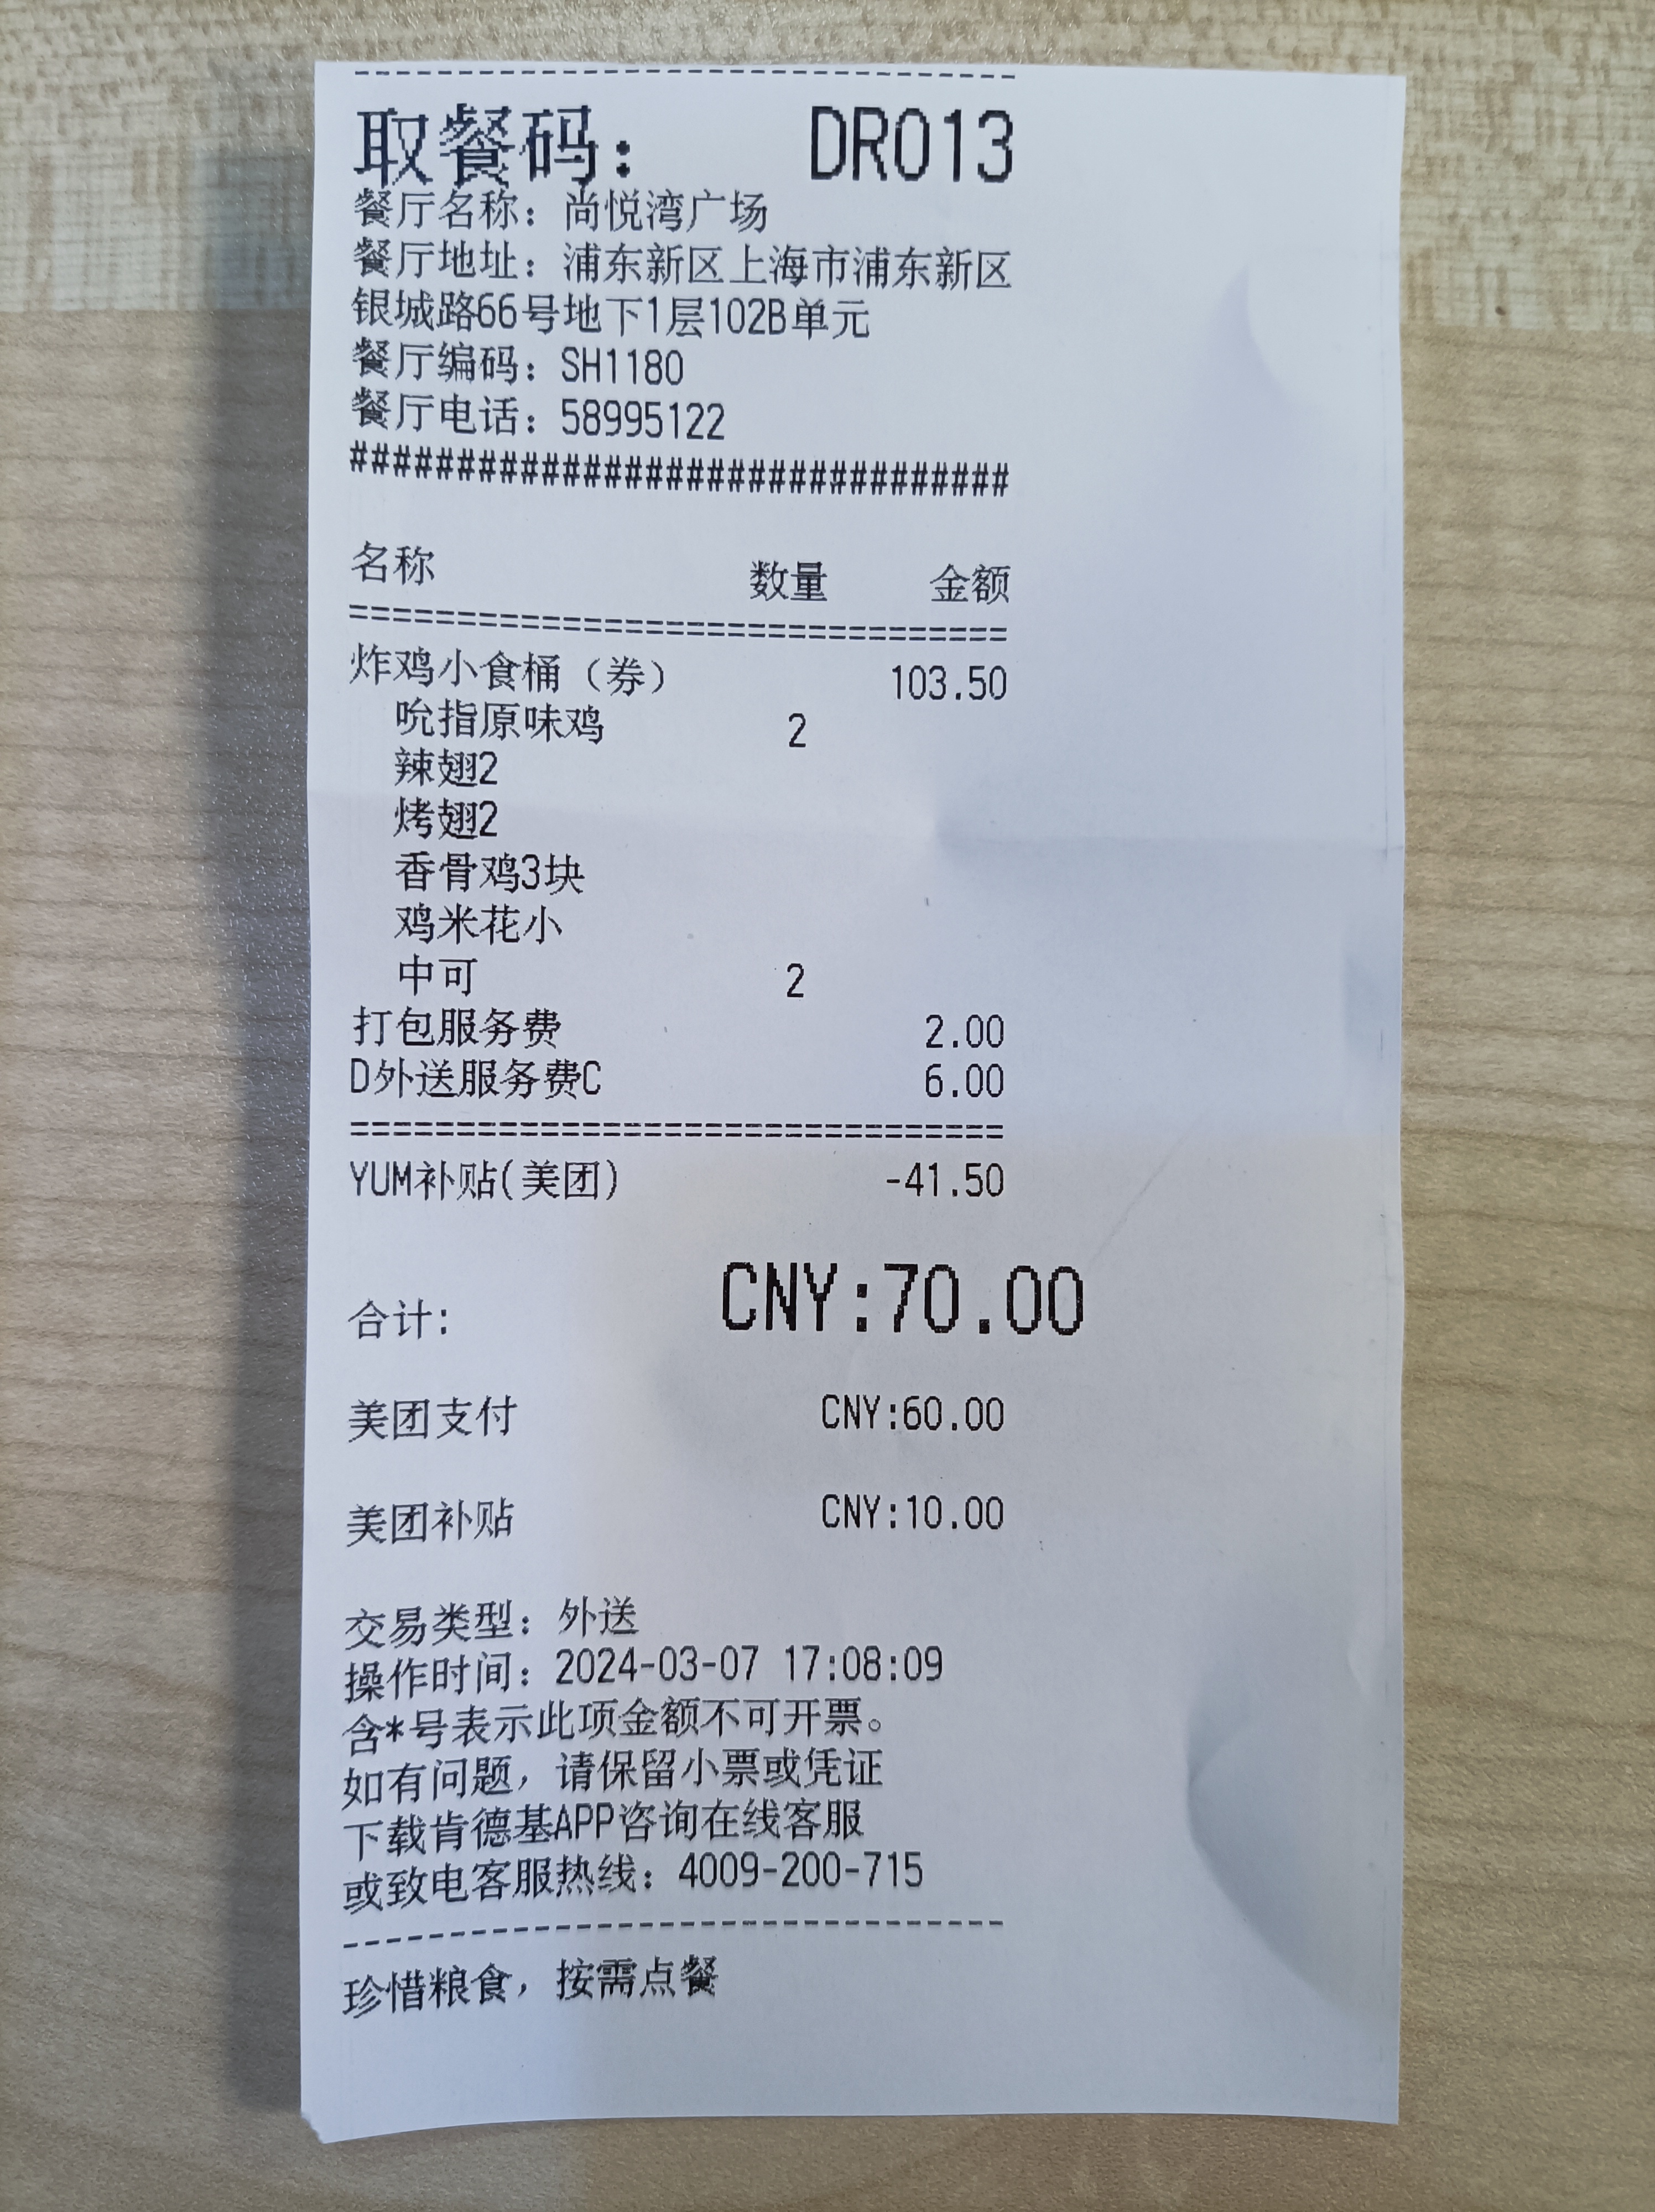 --------------------------------
取餐码： DR013
餐厅名称：尚悦湾广场
餐厅地址：浦东新区上海市浦东新区
银城路66号地下1层102B单元
餐厅编码：SH1180
餐厅电话：58995122
################################
名称 数量 金额
================================
炸鸡小食桶（券） 103.50
吮指原味鸡 2
辣翅2
烤翅2
香骨鸡3块
鸡米花小
中可 2
打包服务费 2.00
D外送服务费C 6.00
================================
YUM补贴(美团) -41.50
合计: CNY:70.00
美团支付 CNY:60.00
美团补贴 CNY:10.00
交易类型：外送
操作时间：2024-03-07 17:08:09
含*号表示此项金额不可开票。
如有问题，请保留小票或凭证
下载肯德基APP咨询在线客服
或致电客服热线：4009-200-715
--------------------------------
珍惜粮食，按需点餐